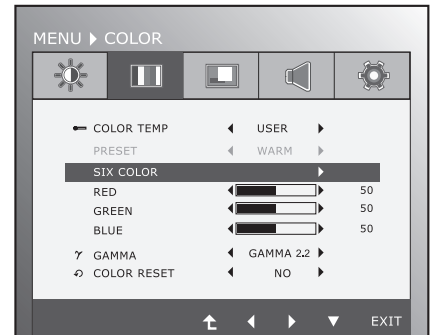 MENU COLOR
COLOR TEMP USER
PRESET WARM
SIX COLOR
RED 50
GREEN 50
BLUE 50
γ GAMMA GAMMA 2.2
COLOR RESET NO
EXIT